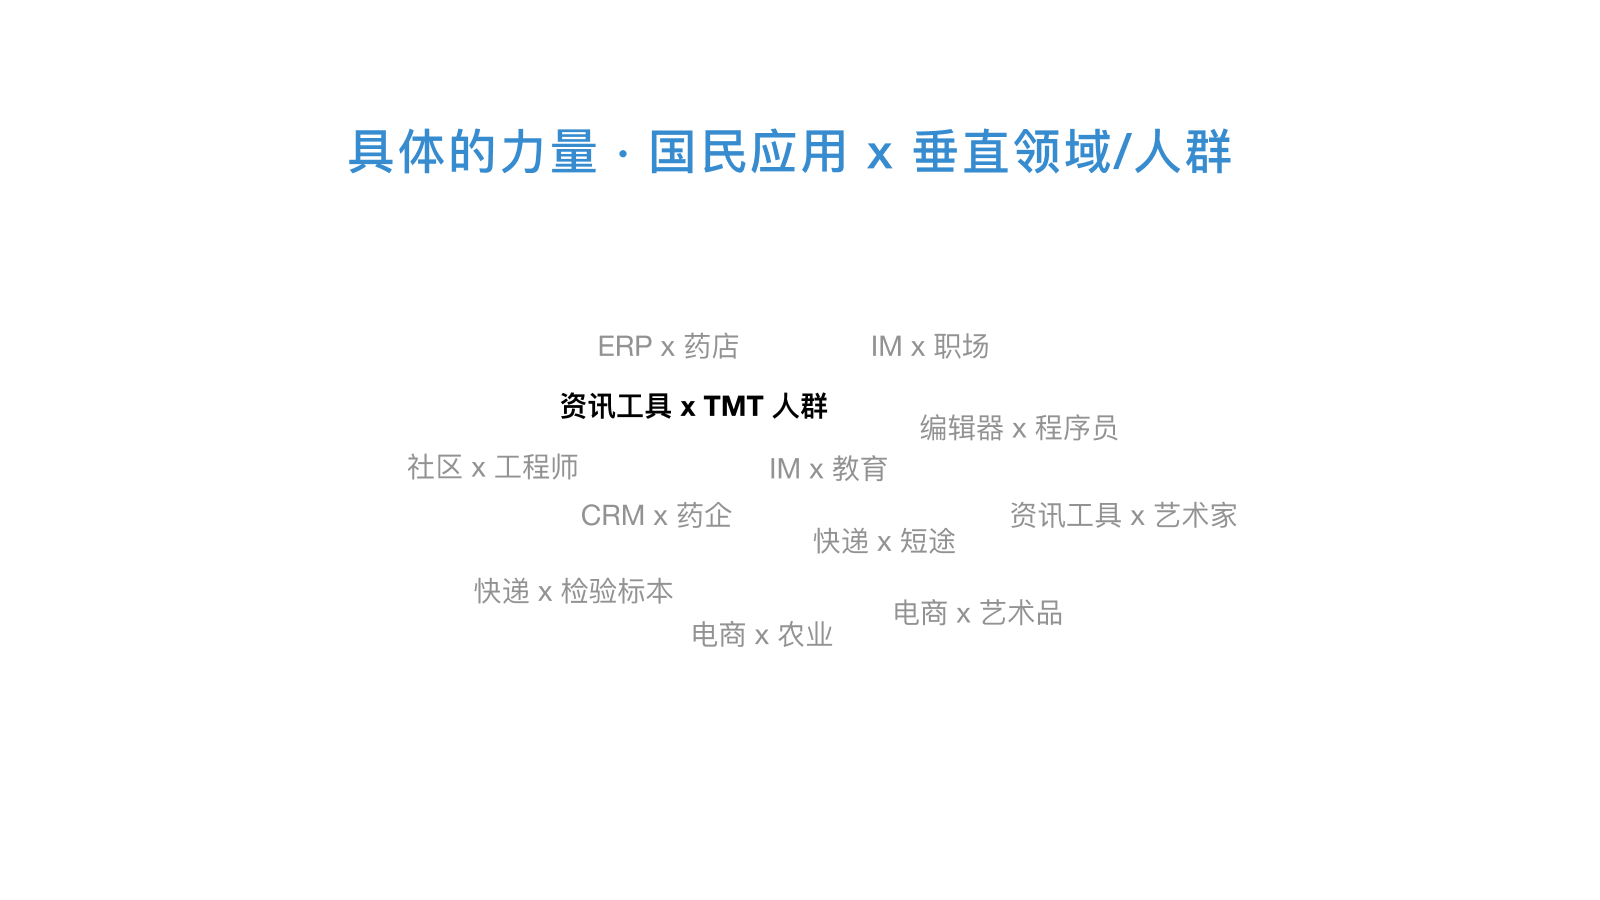 具体的力量 · 国民应用 x 垂直领域/人群
ERP x 药店
IM x 职场
资讯工具 x TMT 人群
编辑器 x 程序员
社区 x 工程师
IM x 教育
CRM x 药企
资讯工具 x 艺术家
快递 x 短途
快递 x 检验标本
电商 x 艺术品
电商 x 农业